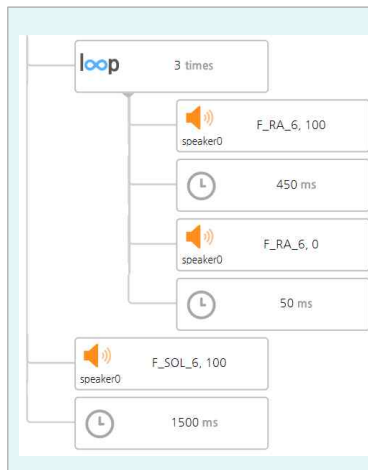 loop 3 times
F_RA_6, 100
speaker0
450 ms
F_RA_6, 0
speaker0
50 ms
F_SOL_6, 100
speaker0
1500 ms